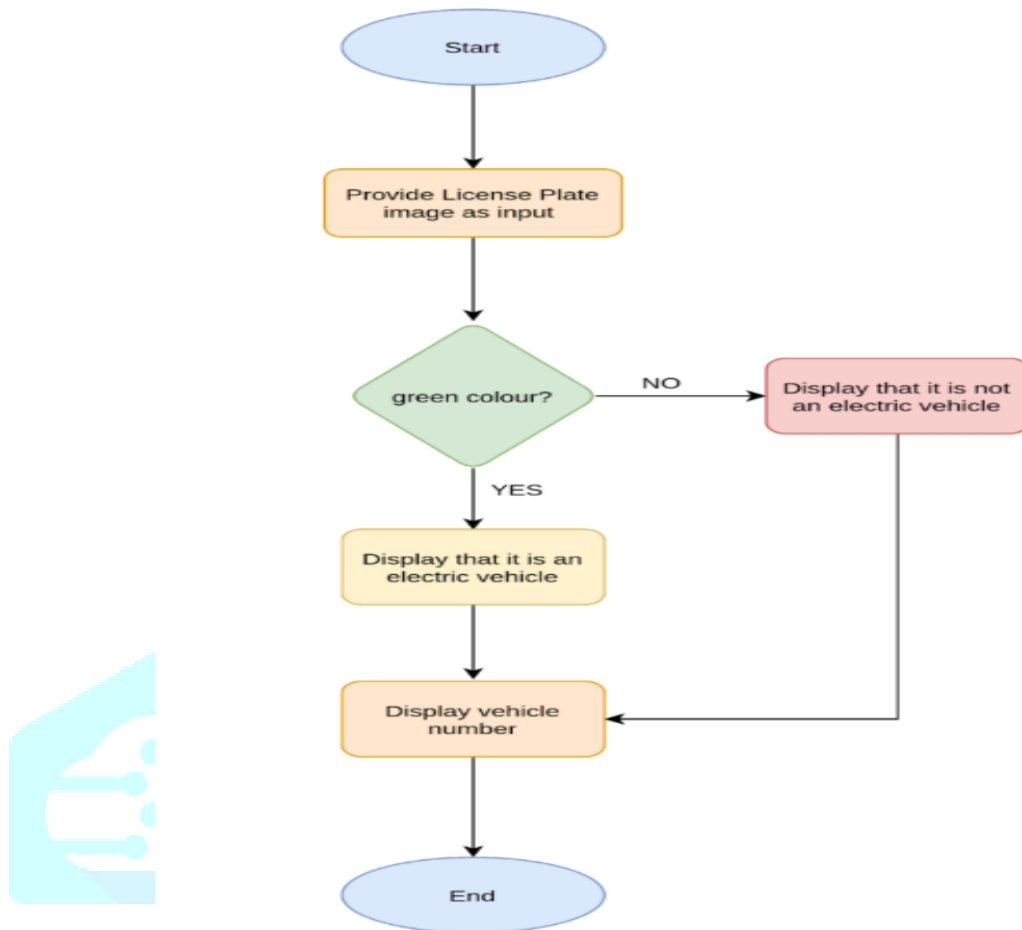 Start
Provide License Plate
image as input
green colour?
NO
Display that it is not
an electric vehicle
YES
Display that it is an
electric vehicle
Display vehicle
number
End